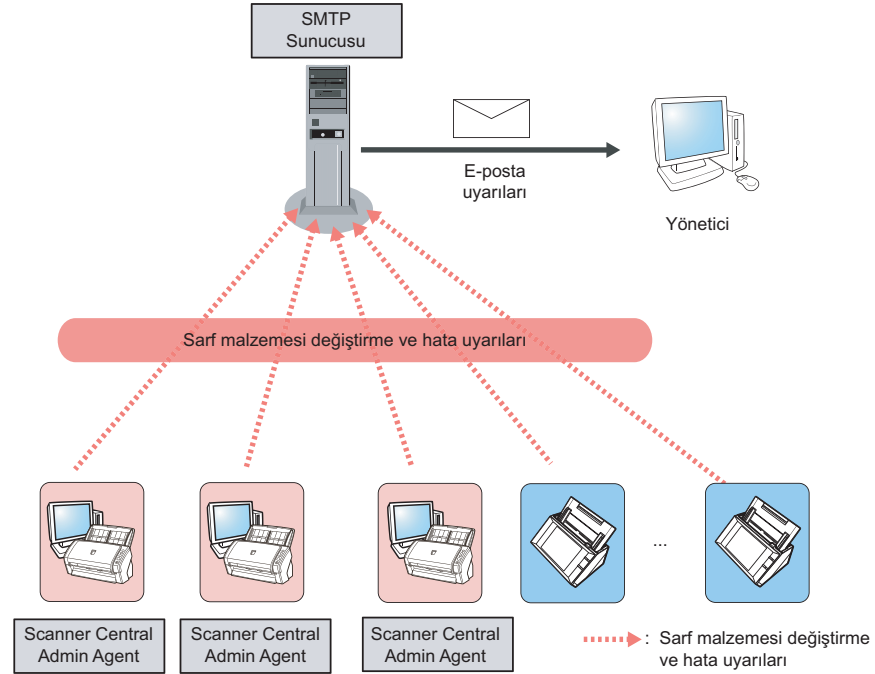 SMTP
Sunucusu
E-posta
uyarıları
Yönetici
Sarf malzemesi değiştirme ve hata uyarıları
...
Scanner Central
Admin Agent
Scanner Central
Admin Agent
Scanner Central
Admin Agent
: Sarf malzemesi değiştirme
ve hata uyarıları